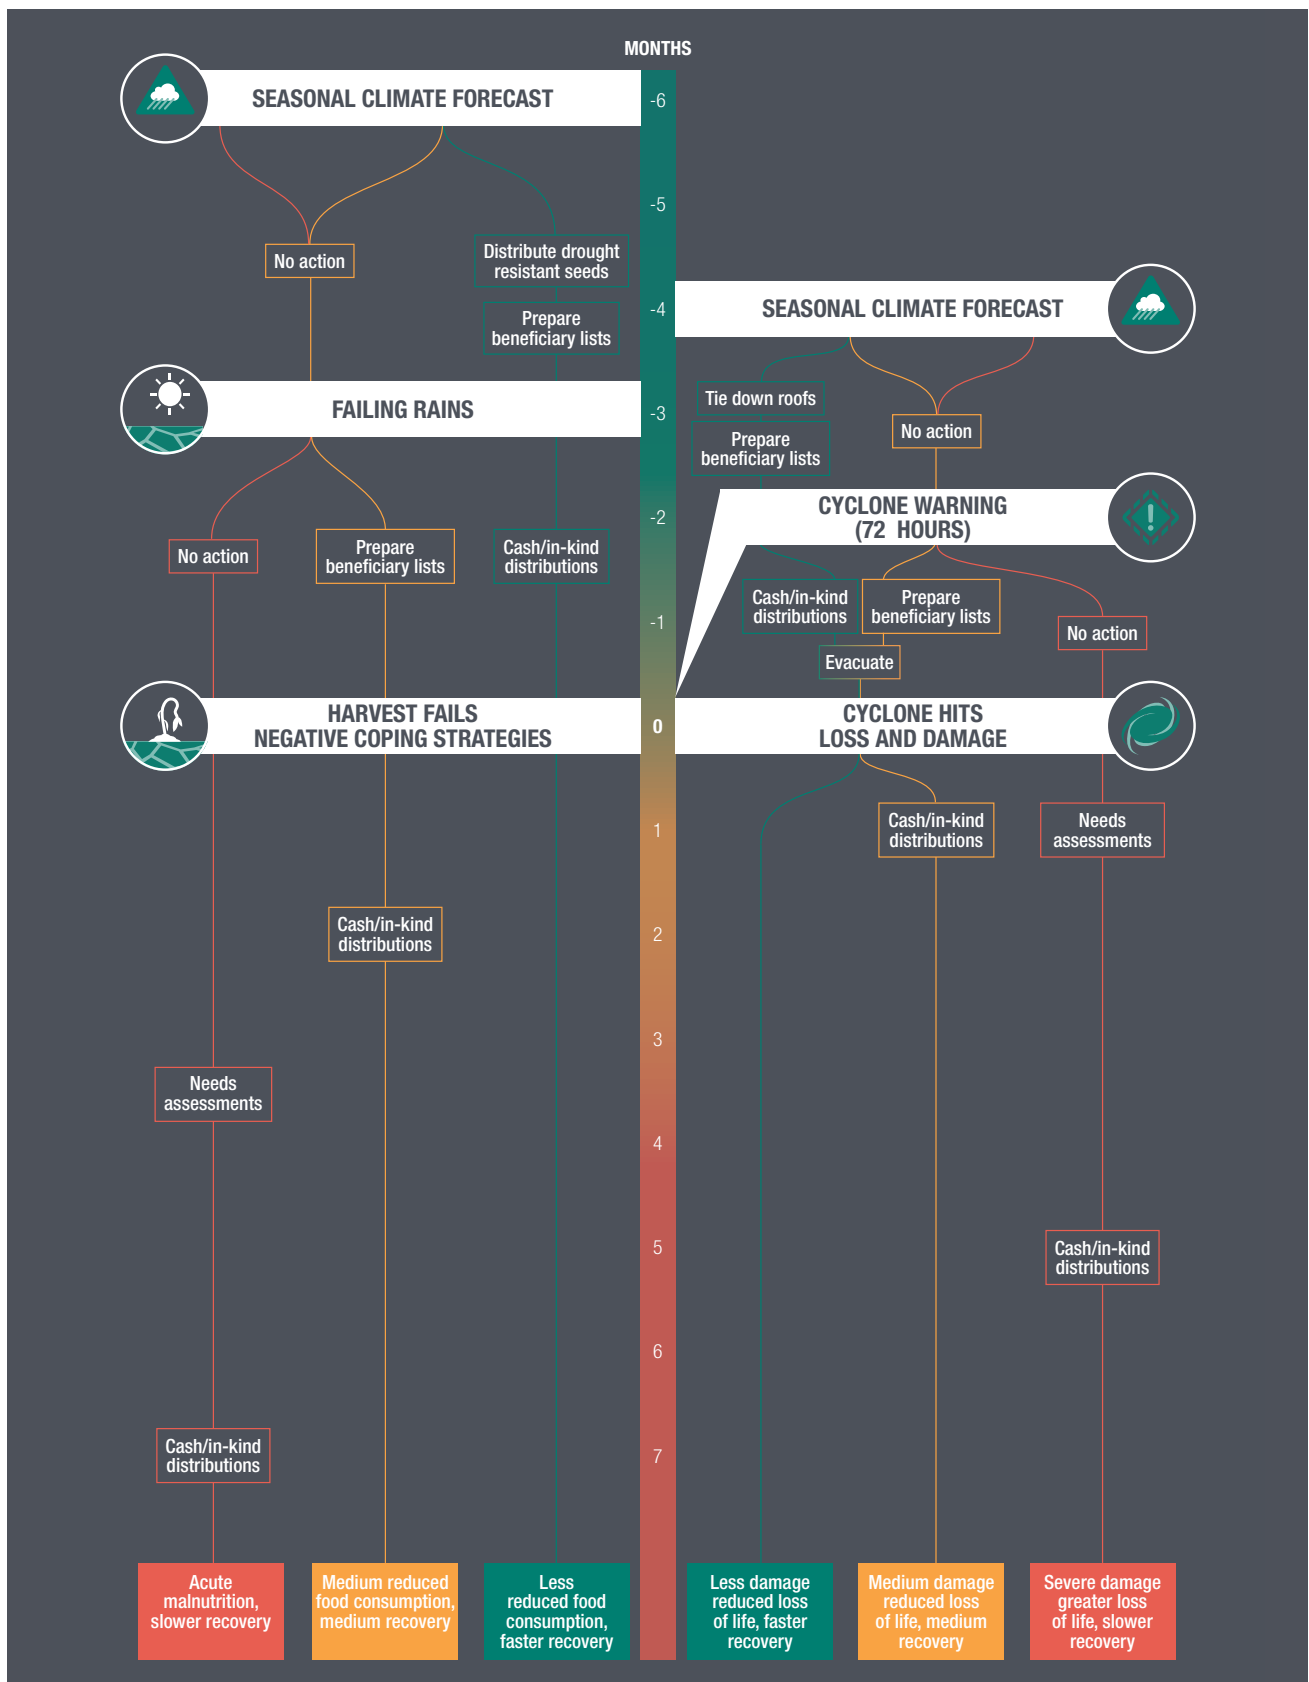 MONTHS
SEASONAL CLIMATE FORECAST
-6
-5
No action
Distribute drought
resistant seeds
Prepare
beneficiary lists
-4
SEASONAL CLIMATE FORECAST
FAILING RAINS
-3
Tie down roofs
Prepare
beneficiary lists
No action
-2
CYCLONE WARNING
(72 HOURS)
No action
Prepare
beneficiary lists
Cash/in-kind
distributions
-1
Cash/in-kind
distributions
Prepare
beneficiary lists
No action
Evacuate
HARVEST FAILS
NEGATIVE COPING STRATEGIES
0
CYCLONE HITS
LOSS AND DAMAGE
1
Cash/in-kind
distributions
Needs
assessments
Cash/in-kind
distributions
2
3
Needs
assessments
4
5
Cash/in-kind
distributions
6
Cash/in-kind
distributions
7
Acute
malnutrition,
slower recovery
Medium reduced
food consumption,
medium recovery
Less
reduced food
consumption,
faster recovery
Less damage
reduced loss
of life, faster
recovery
Medium damage
reduced loss
of life, medium
recovery
Severe damage
greater loss
of life, slower
recovery